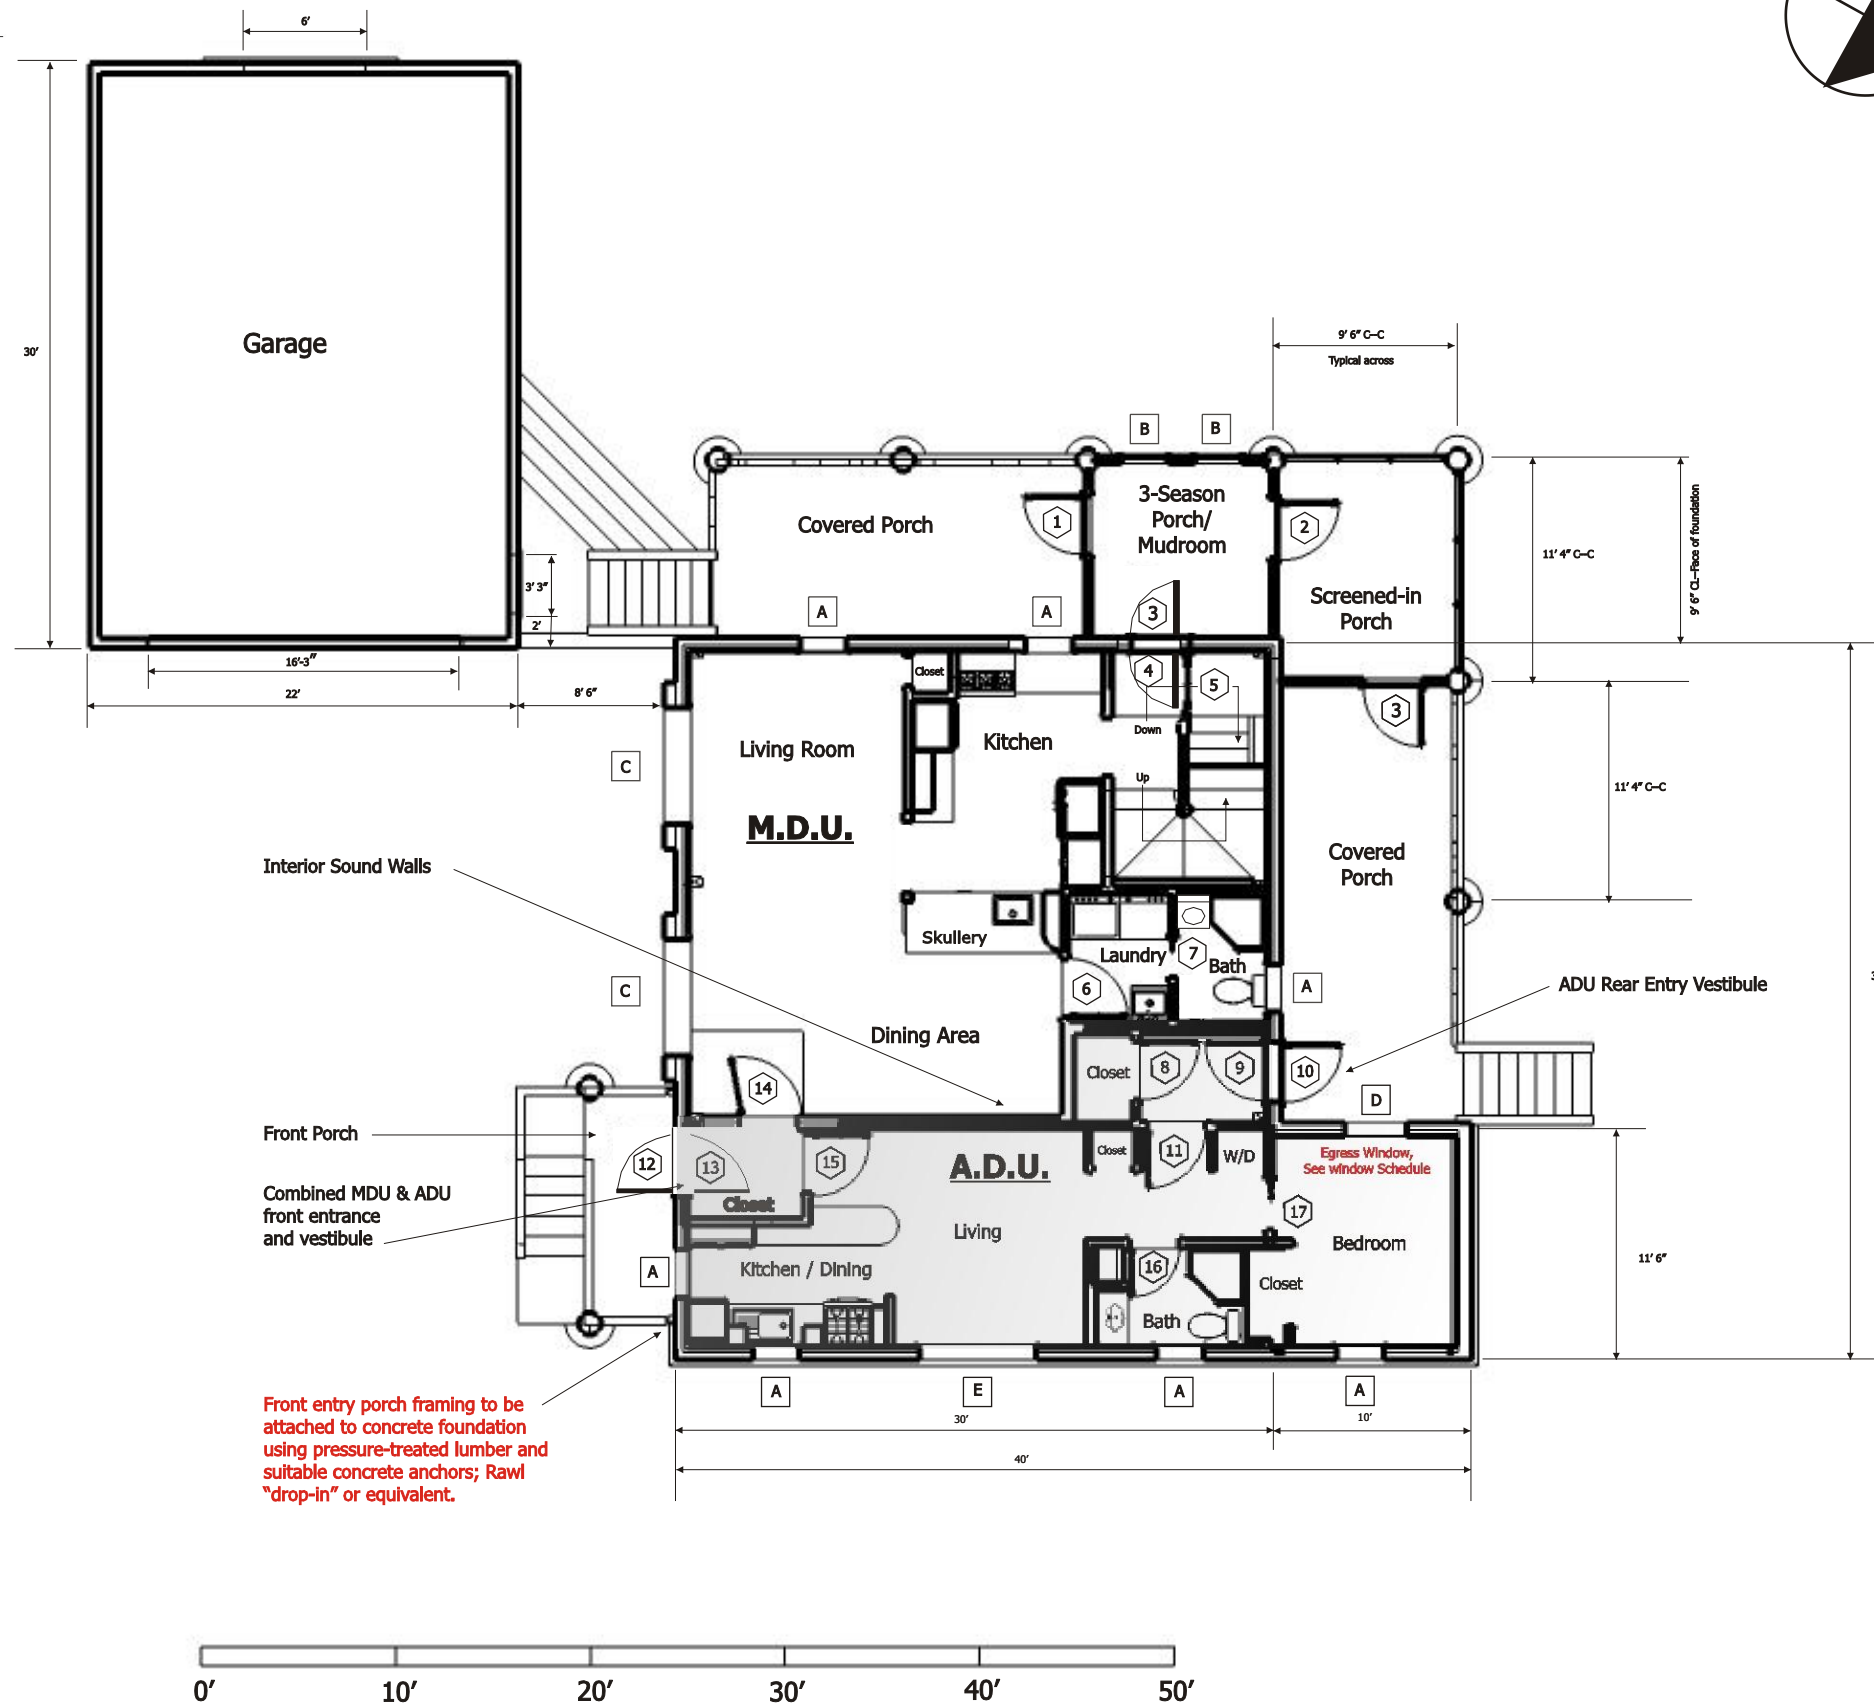 6'
30'
Garage
9' 6" C–C
Typical across
B
B
3-Season
Porch/
Mudroom
Covered Porch
1
2
11' 4" C–C
9' 6" CL–Face of foundation
3' 3"
2'
Screened-in
Porch
A
A
3
16'-3"
22'
8' 6"
Closet
4
5
3
Down
Living Room
Kitchen
C
Up
11' 4" C–C
M.D.U.
Interior Sound Walls
Covered
Porch
Skullery
Laundry
7
Bath
C
6
A
ADU Rear Entry Vestibule
Dining Area
Closet
8
9
10
14
D
Front Porch
12
13
15
A.D.U.
Closet
11
W/D
Egress Window,
See window Schedule
Combined MDU & ADU
front entrance
and vestibule
Closet
Living
17
Bedroom
11' 6"
A
Kitchen / Dining
16
Closet
Bath
A
E
A
A
Front entry porch framing to be
attached to concrete foundation
using pressure-treated lumber and
suitable concrete anchors; Rawl
"drop-in" or equivalent.
30'
10'
40'
0'
10'
20'
30'
40'
50'